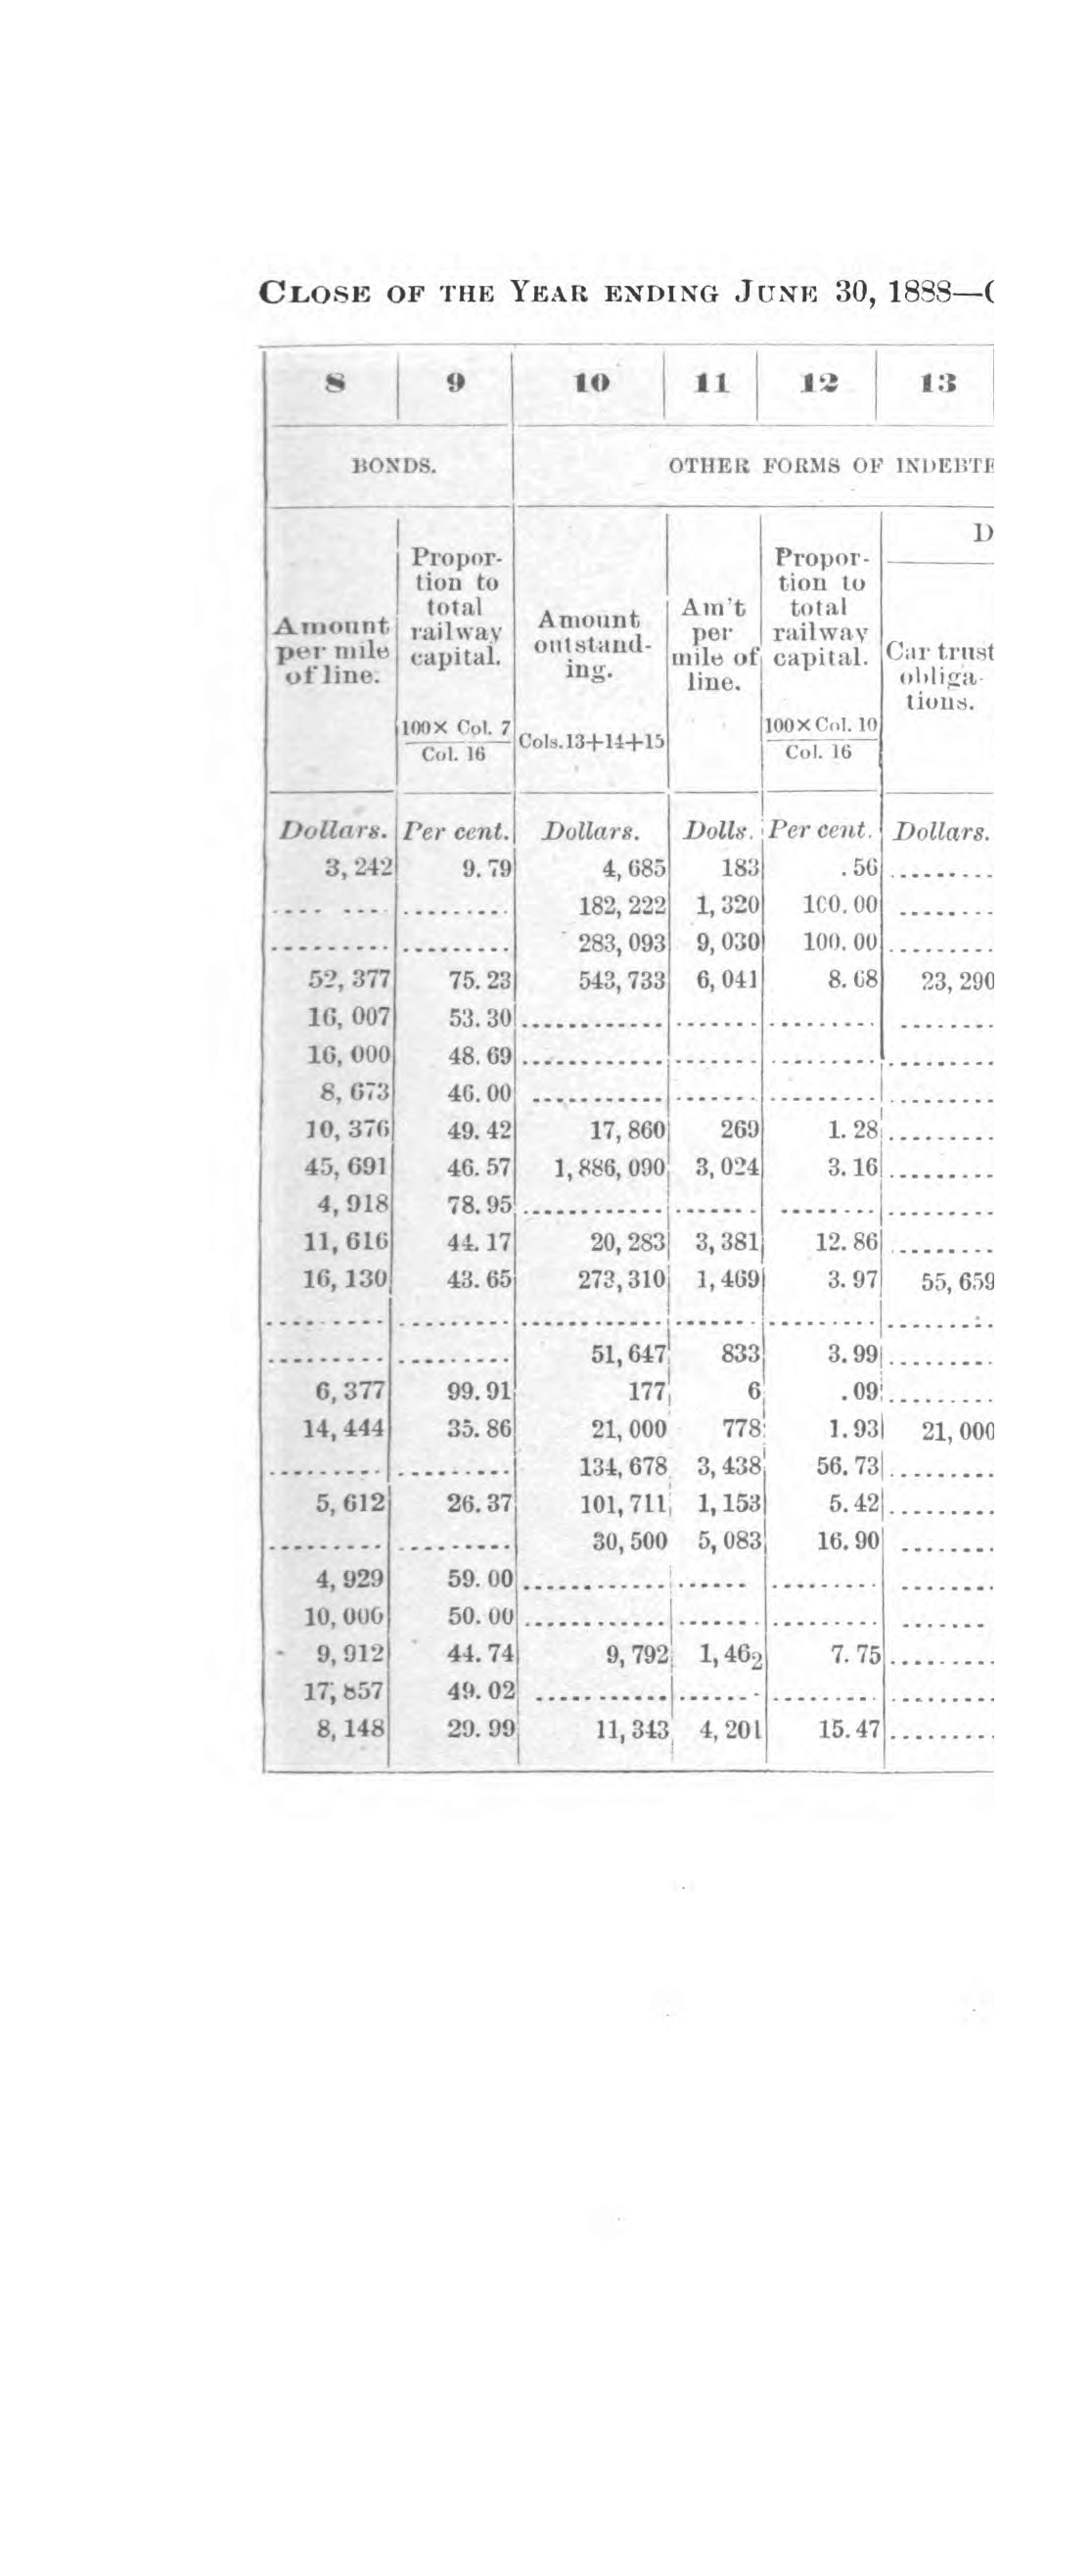 CLOSE OF THE YEAR ENDING JUNE 30, 1888—(
8 9 10 11 12 13
BONDS. OTHER FORMS OF INDEBTE
D
Amount per mile of line. Proportion to total railway capital. 100× Col. 7 / Col. 16 Amount outstanding. Cols.13+14+15 Am't per mile of line. Proportion to total railway capital. 100×Col. 10 / Col. 16 Car trust obligations.
Dollars. Per cent. Dollars. Dolls. Per cent. Dollars.
3,242 9.79 4,685 183 .56 .........
.... .... ......... 182,222 1,320 100.00 ........
......... ......... 283,093 9,030 100.00 .........
52,377 75.23 543,733 6,041 8.68 23,290
16,007 53.30 ............ ....... ......... ........
16,000 48.69 ............ ....... ......... .........
8,673 46.00 ............ ....... ......... .........
10,376 49.42 17,860 269 1.28 .........
45,691 46.57 1,886,090 3,024 3.16 .........
4,918 78.95 ............ ....... ........ .........
11,616 44.17 20,283 3,381 12.86 .........
16,130 43.65 273,310 1,469 3.97 55,659
......... ......... ............ ....... ......... .........
......... ......... 51,647 833 3.99 .........
6,377 99.91 177 6 .09 .........
14,444 35.86 21,000 778 1.93 21,000
......... ......... 134,678 3,438 56.73 .........
5,612 26.37 101,711 1,153 5.42 .........
......... ......... 30,500 5,083 16.90 ........
4,929 59.00 ............ ...... ......... ........
10,000 50.00 ............ ....... ......... .......
9,912 44.74 9,792 1,462 7.75 .........
17,857 49.02 ............ ....... ......... .........
8,148 29.99 11,343 4,201 15.47 .........